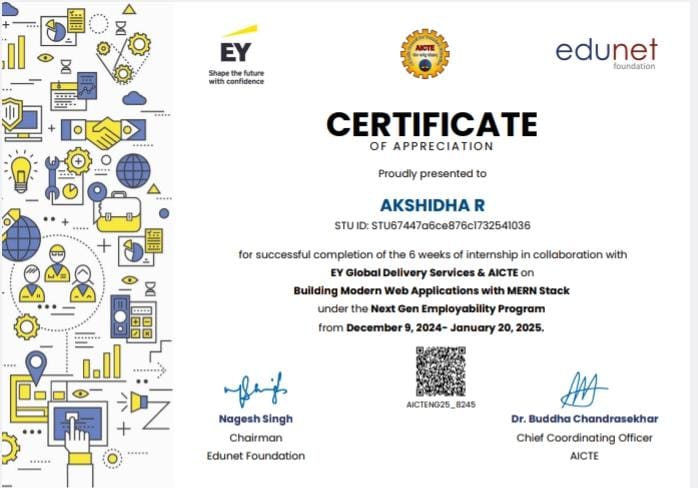 EY
Shape the future
with confidence
AICTE
edunet
foundation
CERTIFICATE
OF APPRECIATION
Proudly presented to
AKSHIDHA R
STU ID: STU67447a6ce876c1732541036
for successful completion of the 6 weeks of internship in collaboration with
EY Global Delivery Services & AICTE on
Building Modern Web Applications with MERN Stack
under the Next Gen Employability Program
from December 9, 2024- January 20, 2025.
AICTENG25_8245
Nagesh Singh
Chairman
Edunet Foundation
Dr. Buddha Chandrasekhar
Chief Coordinating Officer
AICTE